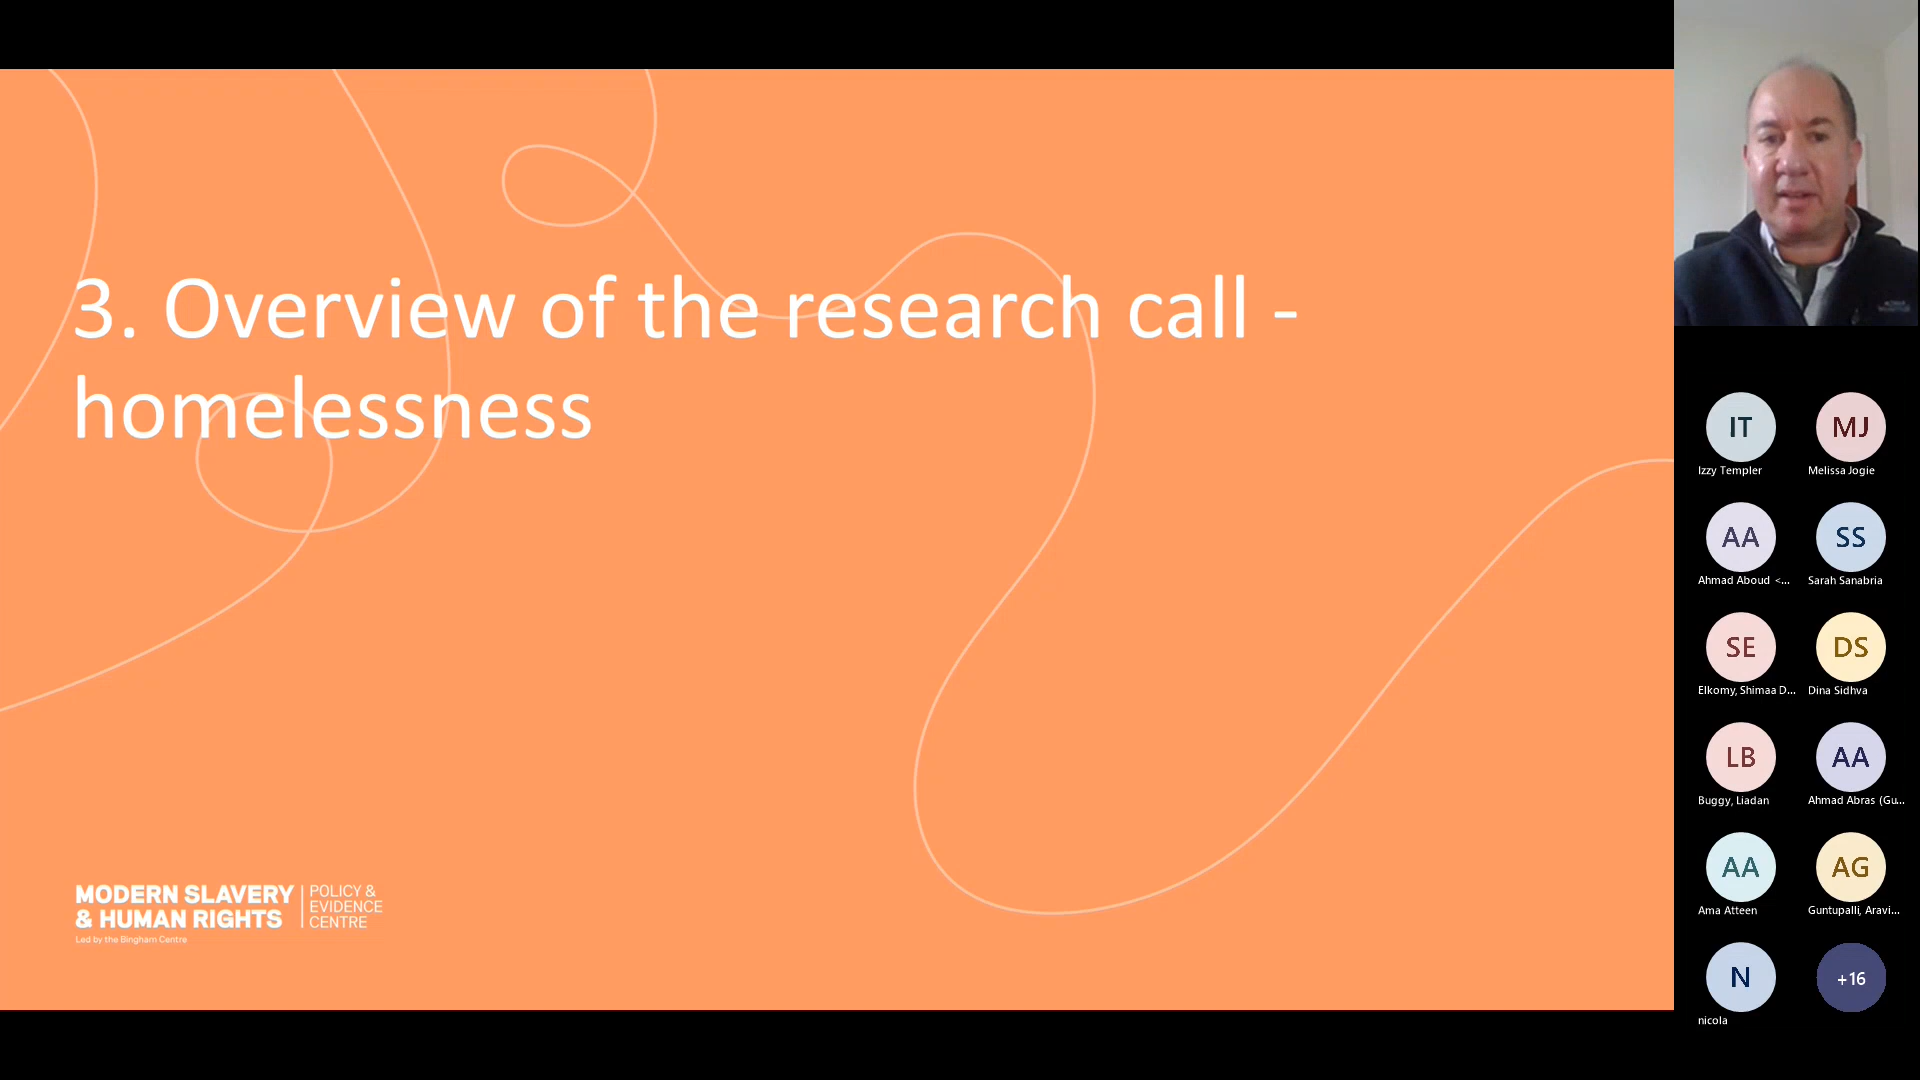 3. Overview of the research call -
homelessness
MODERN SLAVERY
& HUMAN RIGHTS
POLICY &
EVIDENCE
CENTRE
Led by the Bingham Centre
IT
MJ
Izzy Templer
Melissa Jogie
AA
SS
Ahmad Aboud <...
Sarah Sanabria
SE
DS
Elkomy, Shimaa D...
Dina Sidhva
LB
AA
Buggy, Liadan
Ahmad Abras (Gu...
AA
AG
Ama Atteen
Guntupalli, Aravi...
N
+16
nicola